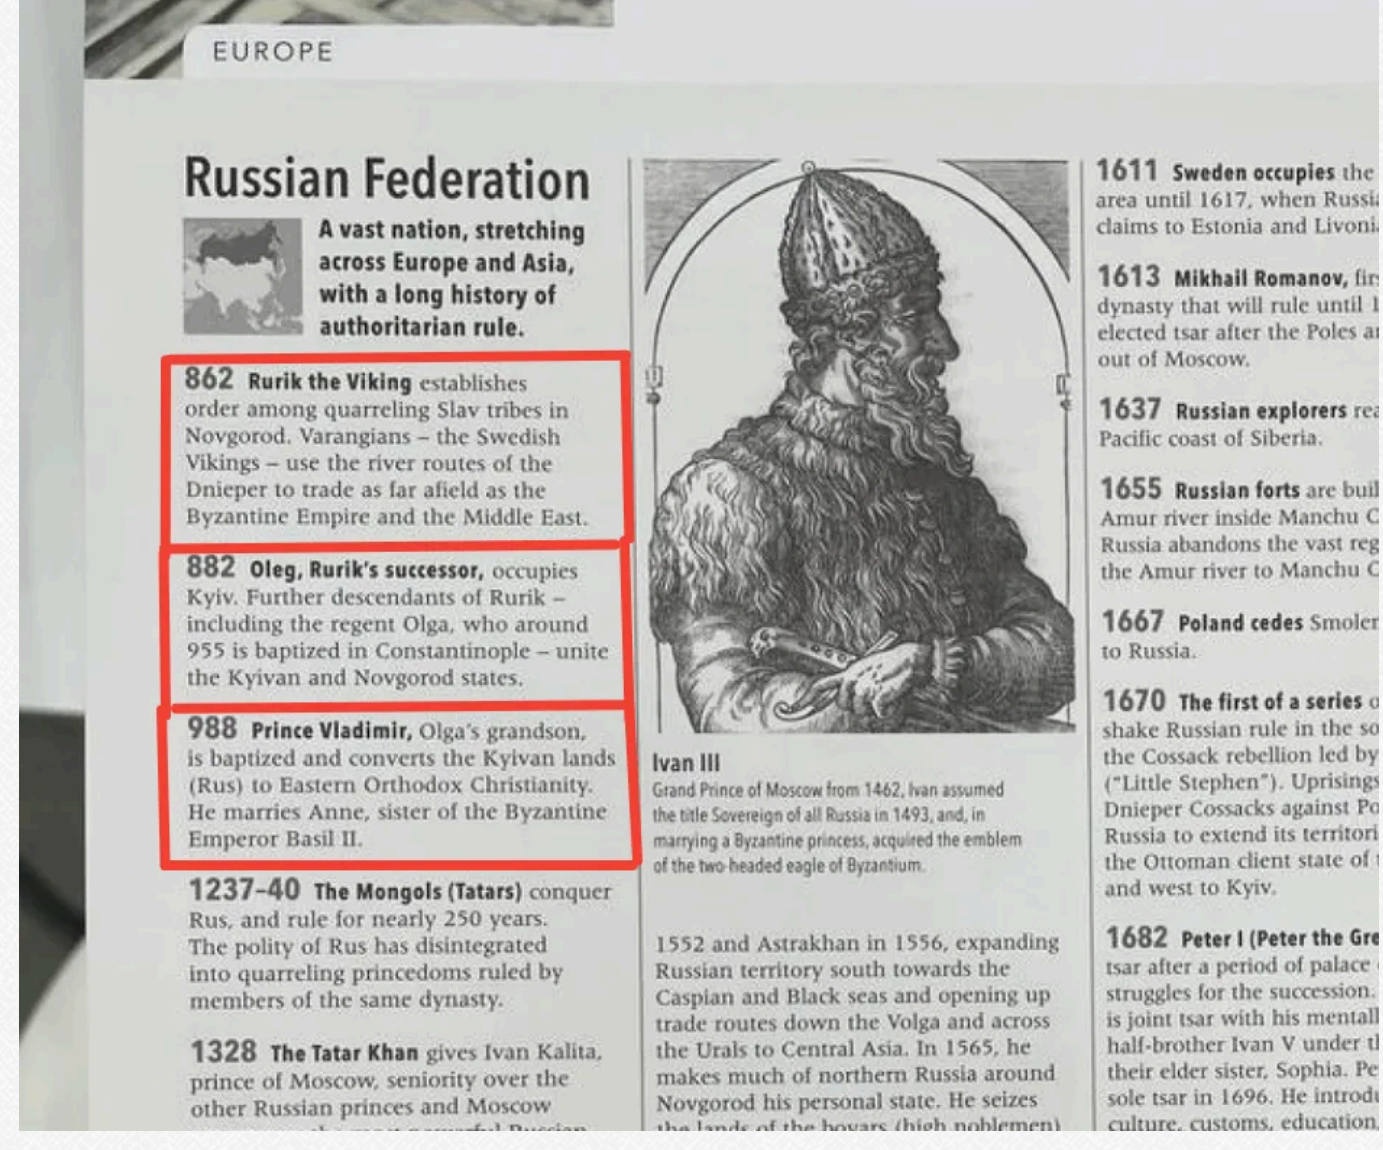 EUROPE
Russian Federation
A vast nation, stretching
across Europe and Asia,
with a long history of
authoritarian rule.
862 Rurik the Viking establishes
order among quarreling Slav tribes in
Novgorod. Varangians – the Swedish
Vikings – use the river routes of the
Dnieper to trade as far afield as the
Byzantine Empire and the Middle East.
882 Oleg, Rurik's successor, occupies
Kyiv. Further descendants of Rurik –
including the regent Olga, who around
955 is baptized in Constantinople – unite
the Kyivan and Novgorod states.
988 Prince Vladimir, Olga's grandson,
is baptized and converts the Kyivan lands
(Rus) to Eastern Orthodox Christianity.
He marries Anne, sister of the Byzantine
Emperor Basil II.
1237–40 The Mongols (Tatars) conquer
Rus, and rule for nearly 250 years.
The polity of Rus has disintegrated
into quarreling princedoms ruled by
members of the same dynasty.
1328 The Tatar Khan gives Ivan Kalita,
prince of Moscow, seniority over the
other Russian princes and Moscow
Ivan III
Grand Prince of Moscow from 1462, Ivan assumed
the title Sovereign of all Russia in 1493, and, in
marrying a Byzantine princess, acquired the emblem
of the two-headed eagle of Byzantium.
1552 and Astrakhan in 1556, expanding
Russian territory south towards the
Caspian and Black seas and opening up
trade routes down the Volga and across
the Urals to Central Asia. In 1565, he
makes much of northern Russia around
Novgorod his personal state. He seizes
the lands of the boyars (high noblemen)
1611 Sweden occupies the
area until 1617, when
claims to Estonia and
1613 Mikhail Romanov,
dynasty that will rule until
elected tsar after the Poles
out of Moscow.
1637 Russian explorers
Pacific coast of Siberia.
1655 Russian forts are
Amur river inside Manchu
Russia abandons the vast
the Amur river to Manchu
1667 Poland cedes
to Russia.
1670 The first of a series
shake Russian rule in the
the Cossack rebellion led by
("Little Stephen"). Uprisings
Dnieper Cossacks against
Russia to extend its
the Ottoman client state of
and west to Kyiv.
1682 Peter I (Peter the
tsar after a period of palace
struggles for the succession.
is joint tsar with his
half-brother Ivan V under
their elder sister, Sophia.
sole tsar in 1696. He
culture, customs, education,